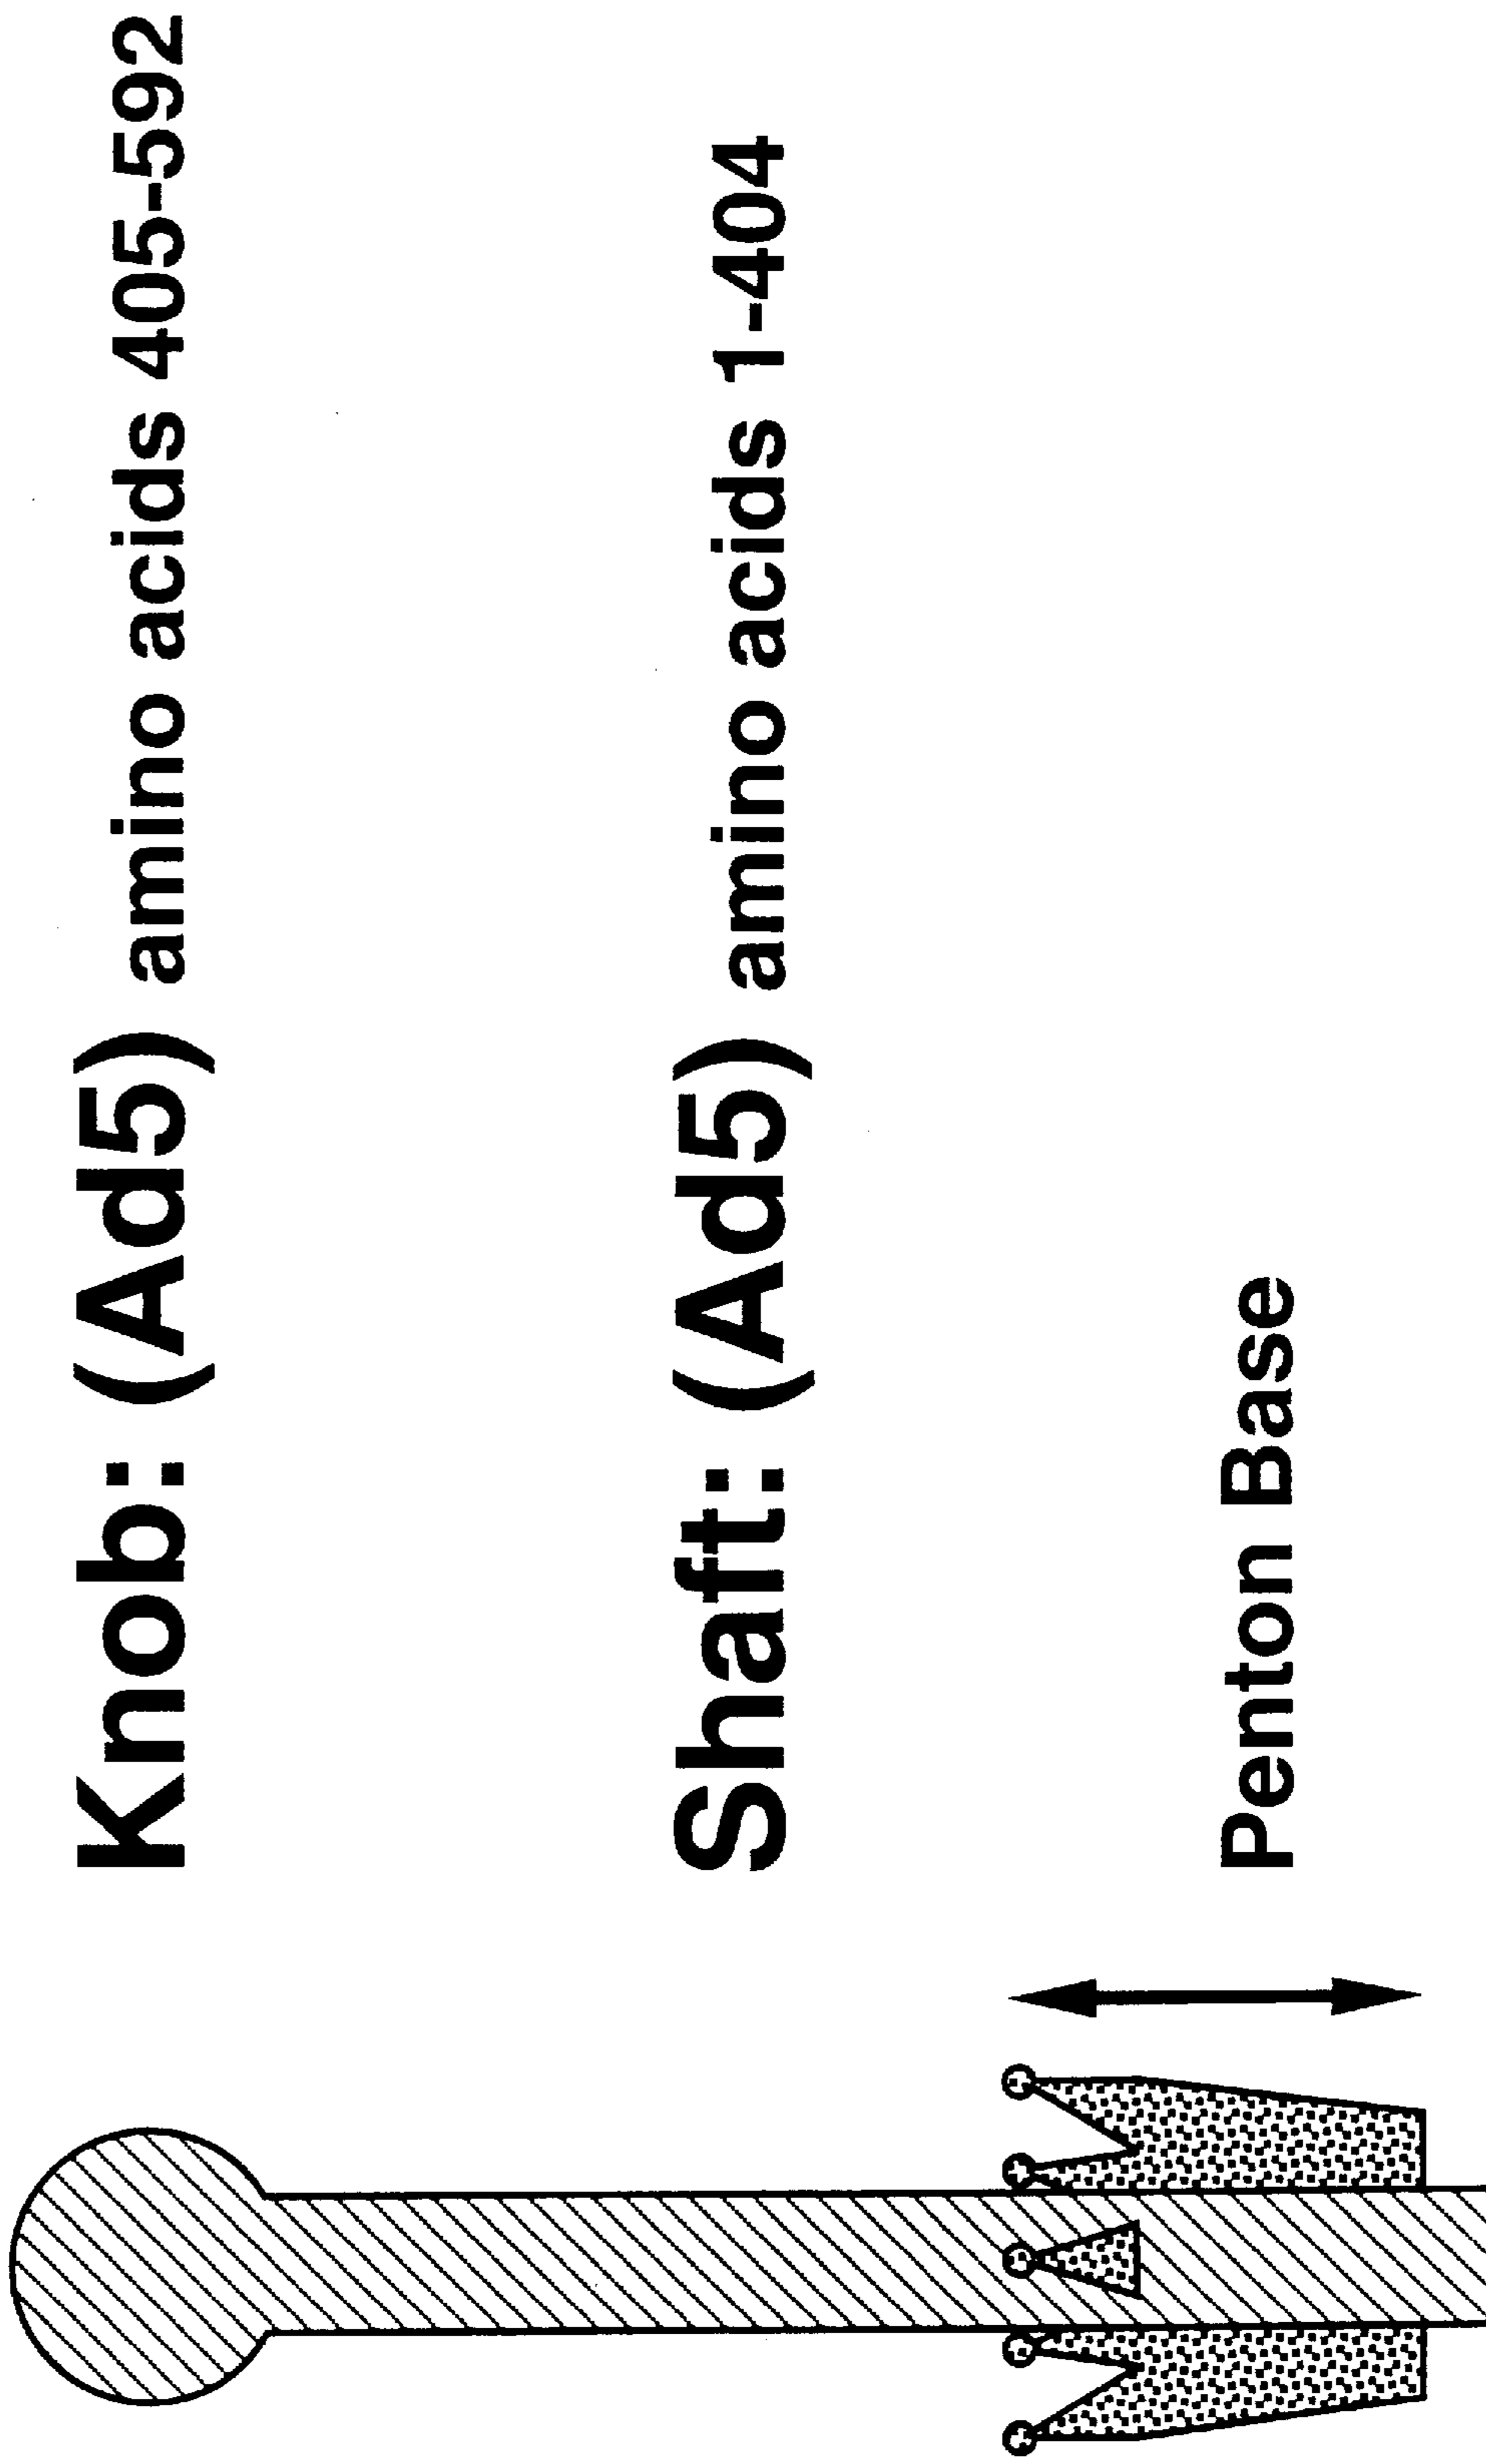 Knob: (Ad5) amino acids 405-592
Shaft: (Ad5) amino acids 1-404
Penton Base